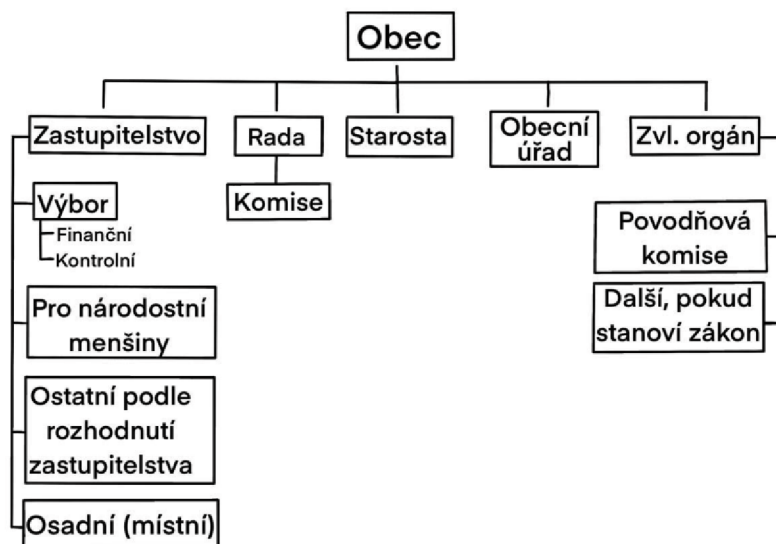 Obec
Zastupitelstvo
Rada
Starosta
Obecní
úřad
Zvl. orgán
Výbor
Finanční
Kontrolní
Komise
Povodňová
komise
Pro národostní
menšiny
Další, pokud
stanoví zákon
Ostatní podle
rozhodnutí
zastupitelstva
Osadní (místní)